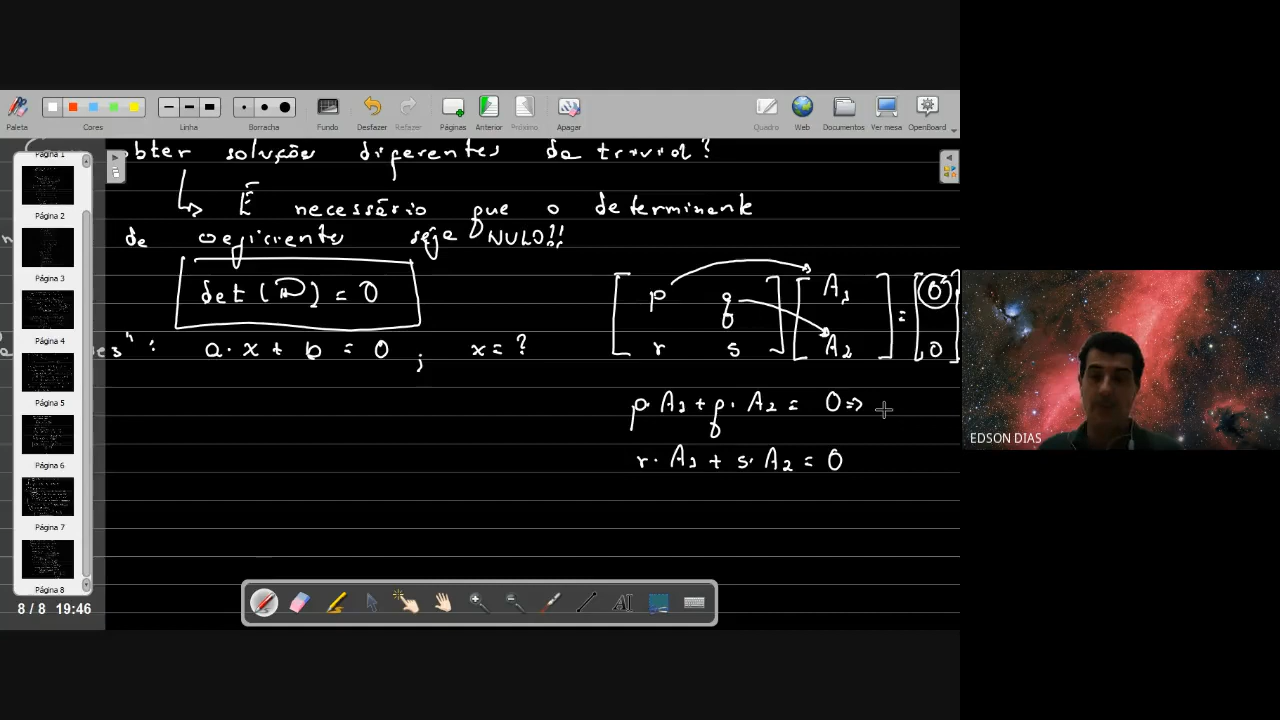 Paleta Cores Linha Borracha Fundo Desfazer Refazer Páginas Anterior Próximo Apagar Quadro Web Documentos Ver mesa OpenBoard
bter soluções diferentes da trivial?
↳ É necessário que o determinante
de coeficientes seja NULO!!
det (D) = 0
a·x + b = 0 ; x = ?
[ p q ] [ A1 ] = [ 0 ]
[ r s ] [ A2 ] [ 0 ]
p·A1 + q·A2 = 0 =>
r·A1 + s·A2 = 0
Página 1
Página 2
Página 3
Página 4
Página 5
Página 6
Página 7
Página 8
8 / 8 19:46
AI
EDSON DIAS